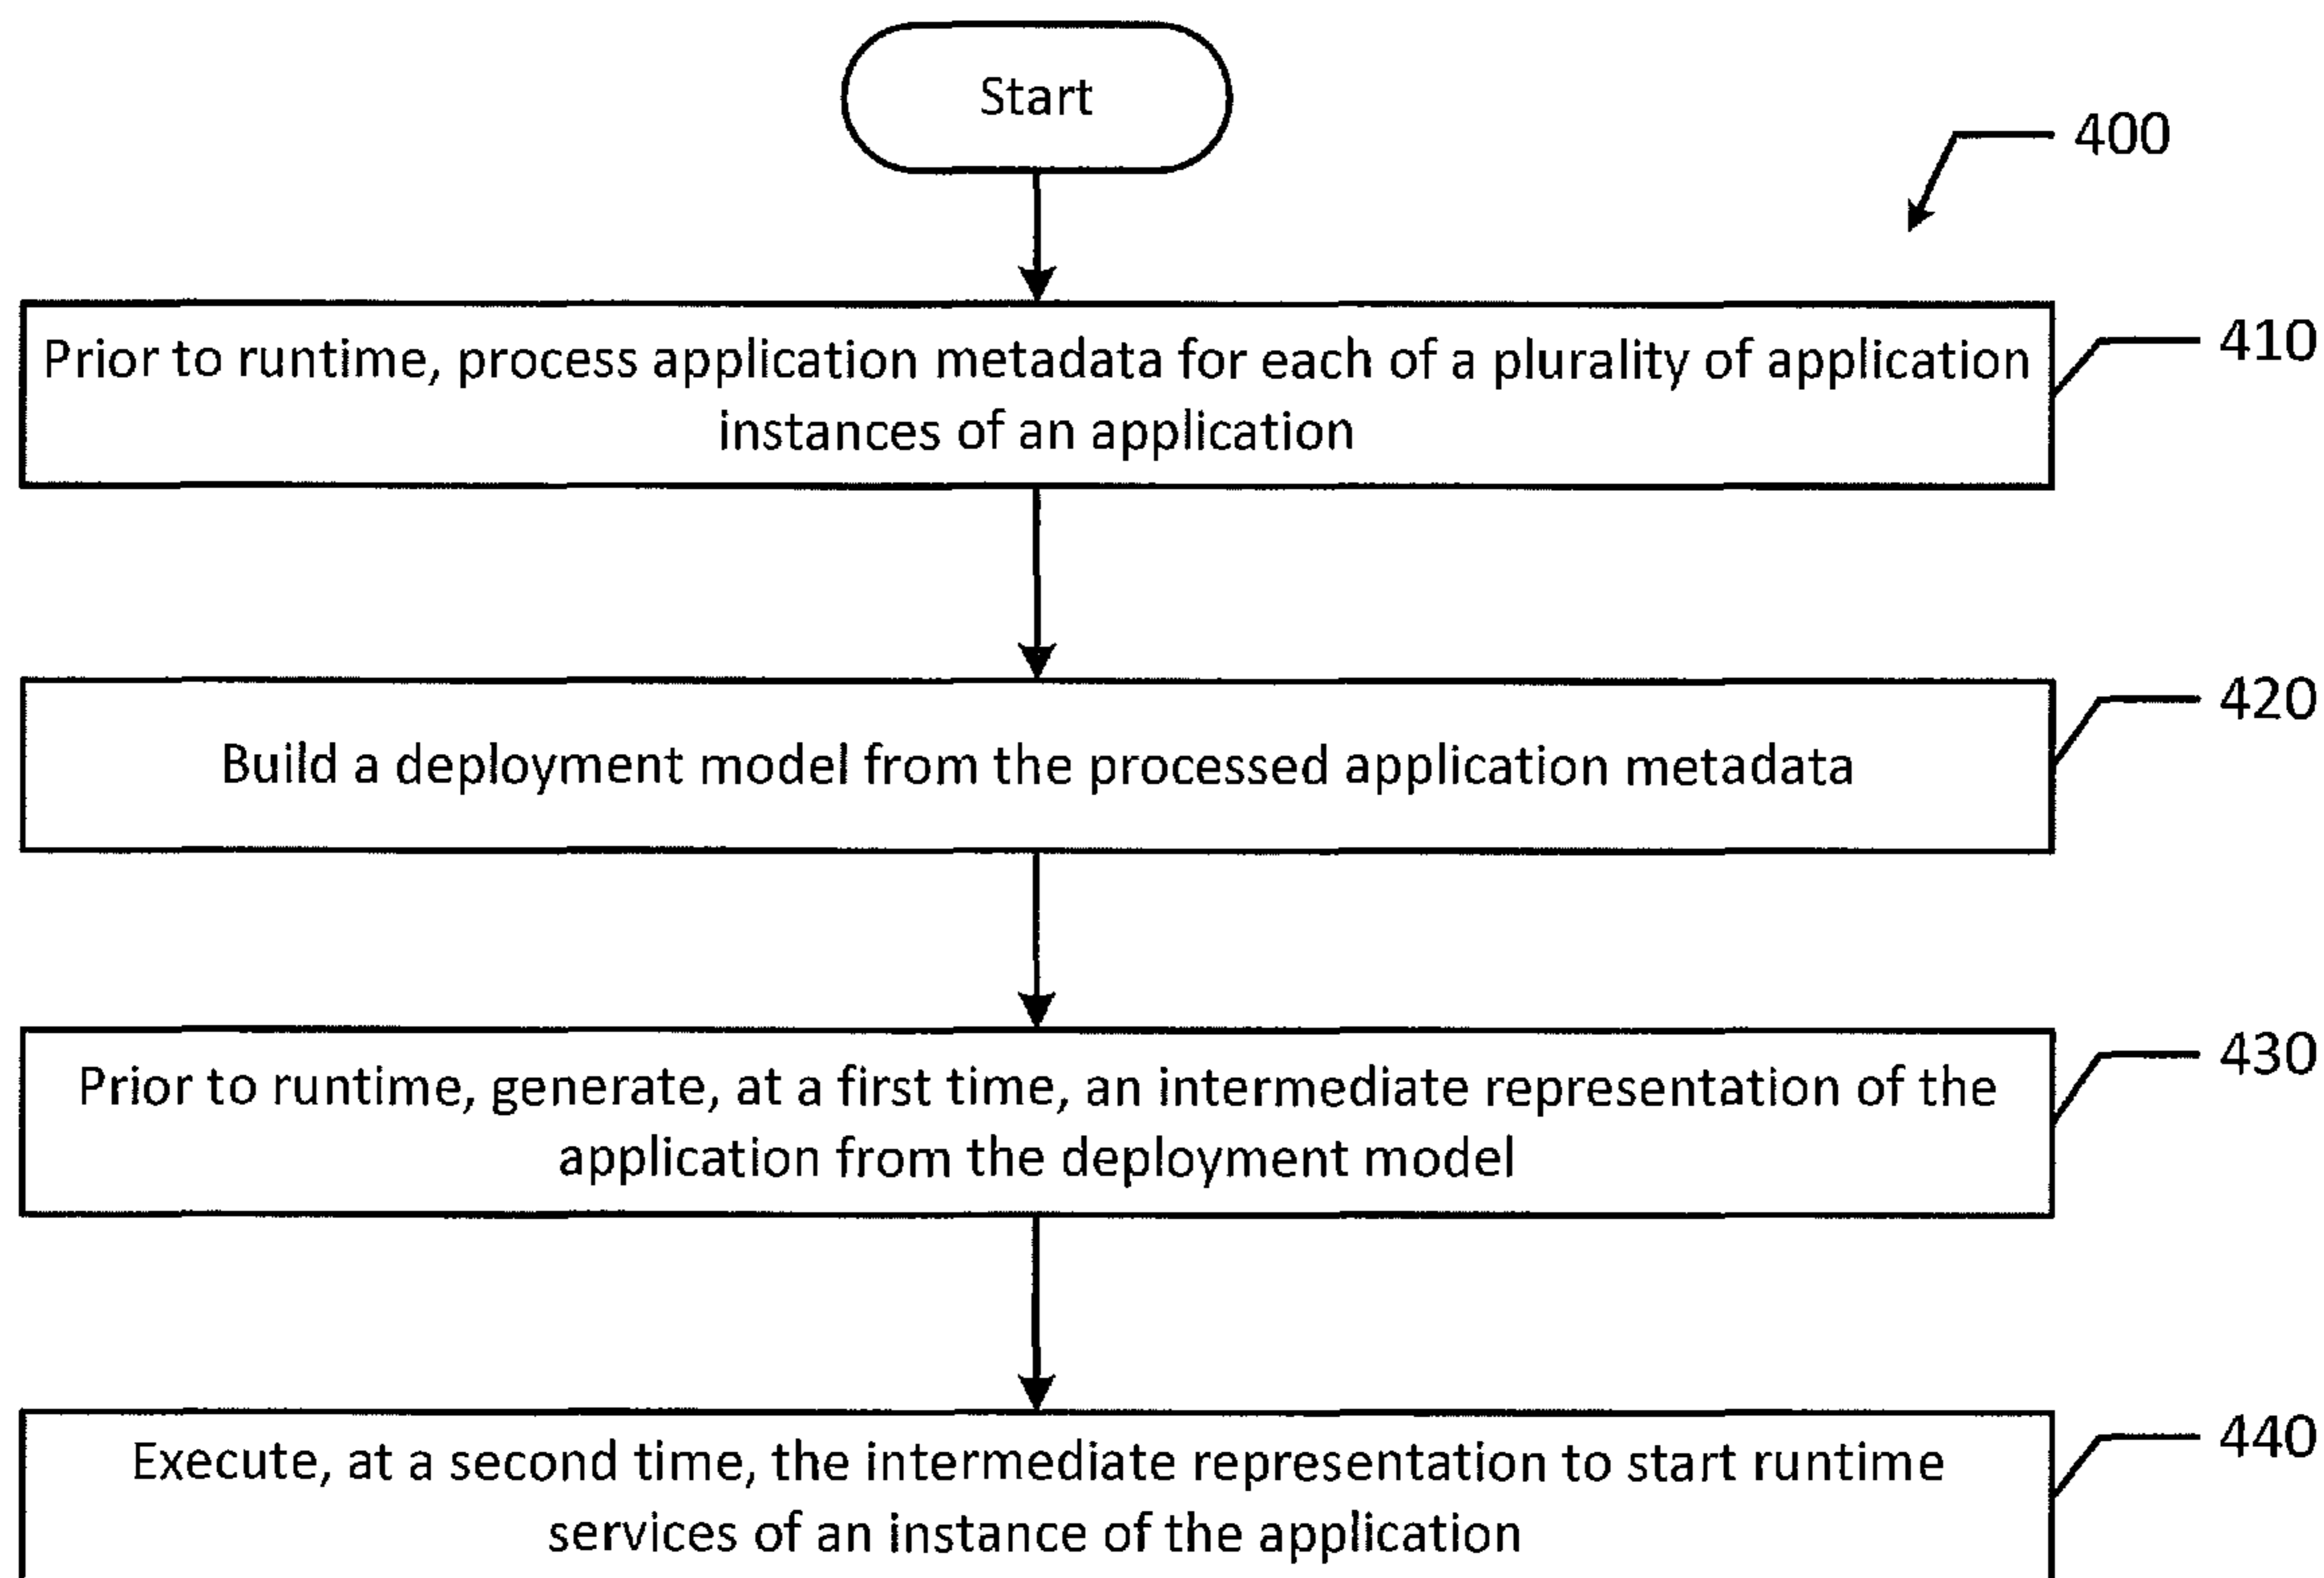 Start
400
Prior to runtime, process application metadata for each of a plurality of application
instances of an application
410
Build a deployment model from the processed application metadata
420
Prior to runtime, generate, at a first time, an intermediate representation of the
application from the deployment model
430
Execute, at a second time, the intermediate representation to start runtime
services of an instance of the application
440